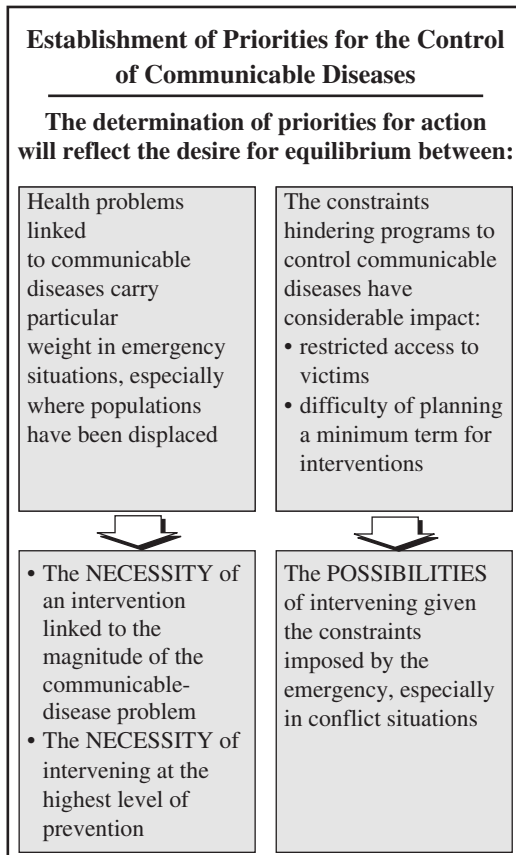 Establishment of Priorities for the Control
of Communicable Diseases
The determination of priorities for action
will reflect the desire for equilibrium between:
Health problems
linked
to communicable
diseases carry
particular
weight in emergency
situations, especially
where populations
have been displaced
The constraints
hindering programs to
control communicable
diseases have
considerable impact:
• restricted access to
victims
• difficulty of planning
a minimum term for
interventions
• The NECESSITY of
an intervention
linked to the
magnitude of the
communicable-
disease problem
• The NECESSITY of
intervening at the
highest level of
prevention
The POSSIBILITIES
of intervening given
the constraints
imposed by the
emergency, especially
in conflict situations